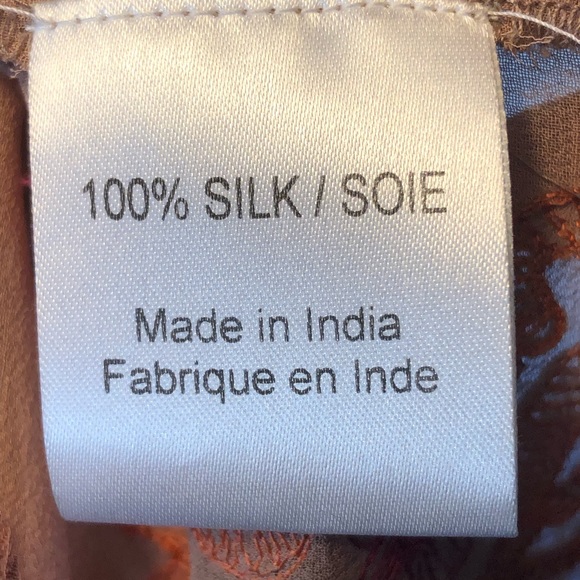 100% SILK / SOIE
Made in India
Fabrique en Inde